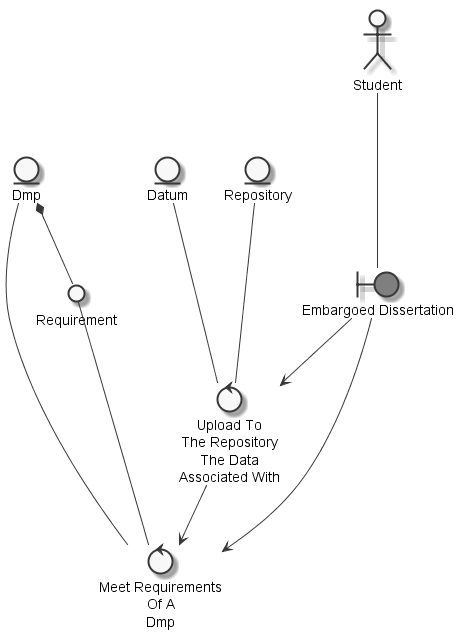 Student
Dmp
Datum
Repository
Requirement
Embargoed Dissertation
Upload To
The Repository
The Data
Associated With
Meet Requirements
Of A
Dmp